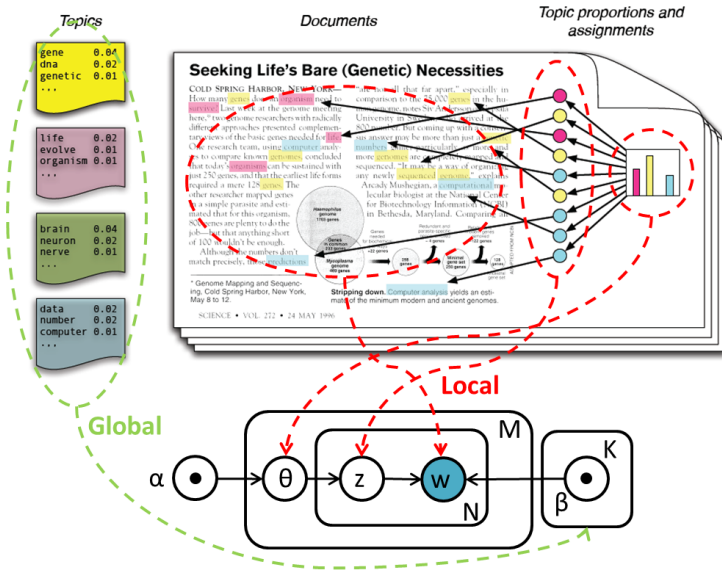 Topics
Documents
Topic proportions and
assignments
gene 0.04
dna 0.02
genetic 0.01
...
life 0.02
evolve 0.01
organism 0.01
...
brain 0.04
neuron 0.02
nerve 0.01
...
data 0.02
number 0.02
computer 0.01
...
Seeking Life's Bare (Genetic) Necessities
COLD SPRING HARBOR, NEW YORK—
How many genes does an organism need to
survive? Last week at the genome meeting
here,* two genome researchers with radically
different approaches presented complemen-
tary views of the basic genes needed for life.
One research team, using computer analy-
ses to compare known genomes, concluded
that today's organisms can be sustained with
just 250 genes, and that the earliest life forms
required a mere 128 genes. The
other researcher mapped genes
in a simple parasite and esti-
mated that for this organism,
800 genes are plenty to do the
job—but that anything short
of 100 wouldn't be enough.
Although the numbers don't
match precisely, those predictions
* Genome Mapping and Sequenc-
ing, Cold Spring Harbor, New York,
May 8 to 12.
"are not all that far apart," especially in
comparison to the 75,000 genes in the hu-
man genome, notes Siv Andersson
University in Sweden, who arrived at the
800 number. But coming up with a consen-
sus answer may be more than just a
numbers game, particularly more and
more genomes are completely mapped and
sequenced. "It may be a way of organizing
any newly sequenced genome," explains
Arcady Mushegian, a computational mo-
lecular biologist at the National Center
for Biotechnology Information (NCBI)
in Bethesda, Maryland. Comparing an
Haemophilus
genome
1703 genes
Genes
in common
233 genes
Mycoplasma
genome
469 genes
Stripping down. Computer analysis yields an esti-
mate of the minimum modern and ancient genomes.
SCIENCE • VOL. 272 • 24 MAY 1996
Global
Local
M
N
K
α
θ
z
w
β